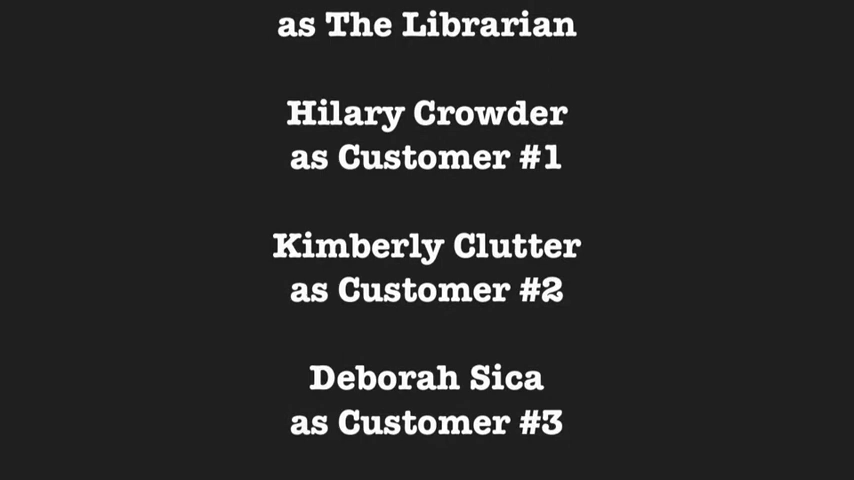 as The Librarian
Hilary Crowder
as Customer #1
Kimberly Clutter
as Customer #2
Deborah Sica
as Customer #3